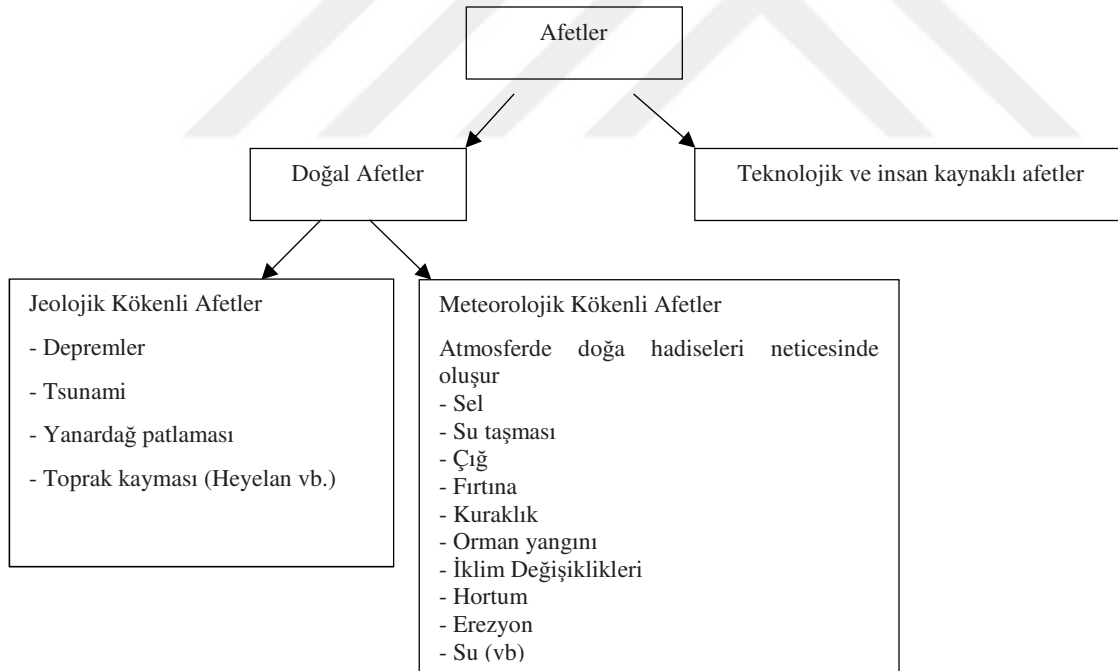 Afetler
Doğal Afetler
Teknolojik ve insan kaynaklı afetler
Jeolojik Kökenli Afetler
- Depremler
- Tsunami
- Yanardağ patlaması
- Toprak kayması (Heyelan vb.)
Meteorolojik Kökenli Afetler
Atmosferde doğa hadiseleri neticesinde
oluşur
- Sel
- Su taşması
- Çığ
- Fırtına
- Kuraklık
- Orman yangını
- İklim Değişiklikleri
- Hortum
- Erezyon
- Su (vb)